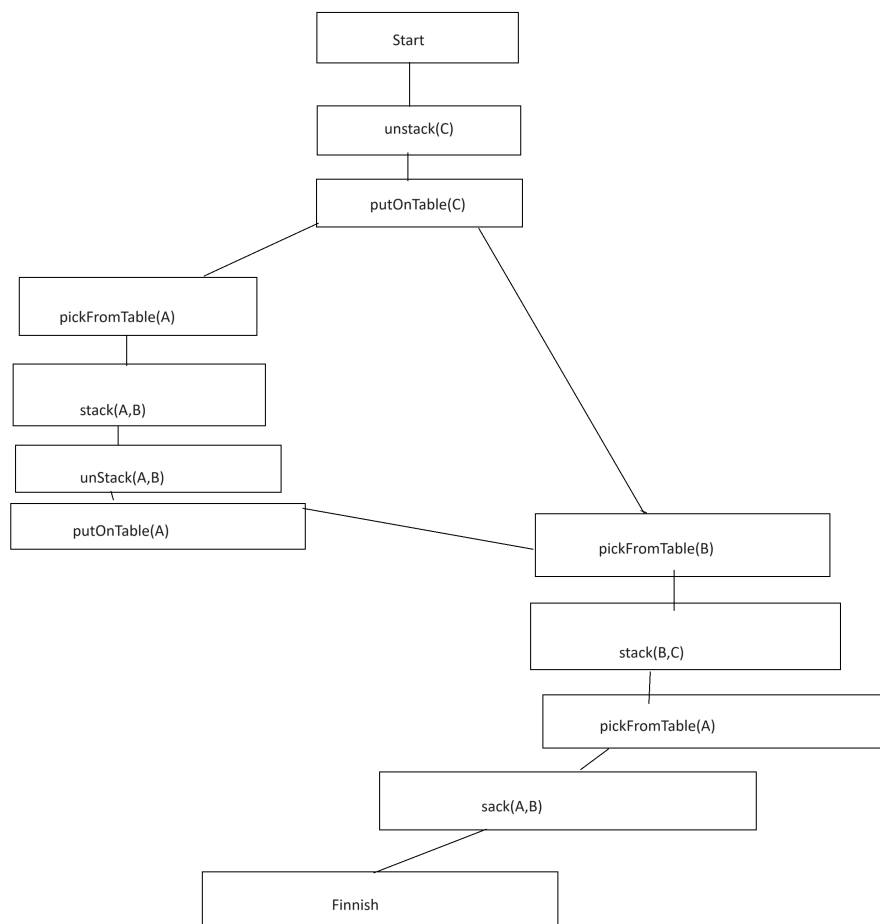 Start
unstack(C)
putOnTable(C)
pickFromTable(A)
stack(A,B)
unStack(A,B)
putOnTable(A)
pickFromTable(B)
stack(B,C)
pickFromTable(A)
sack(A,B)
Finnish